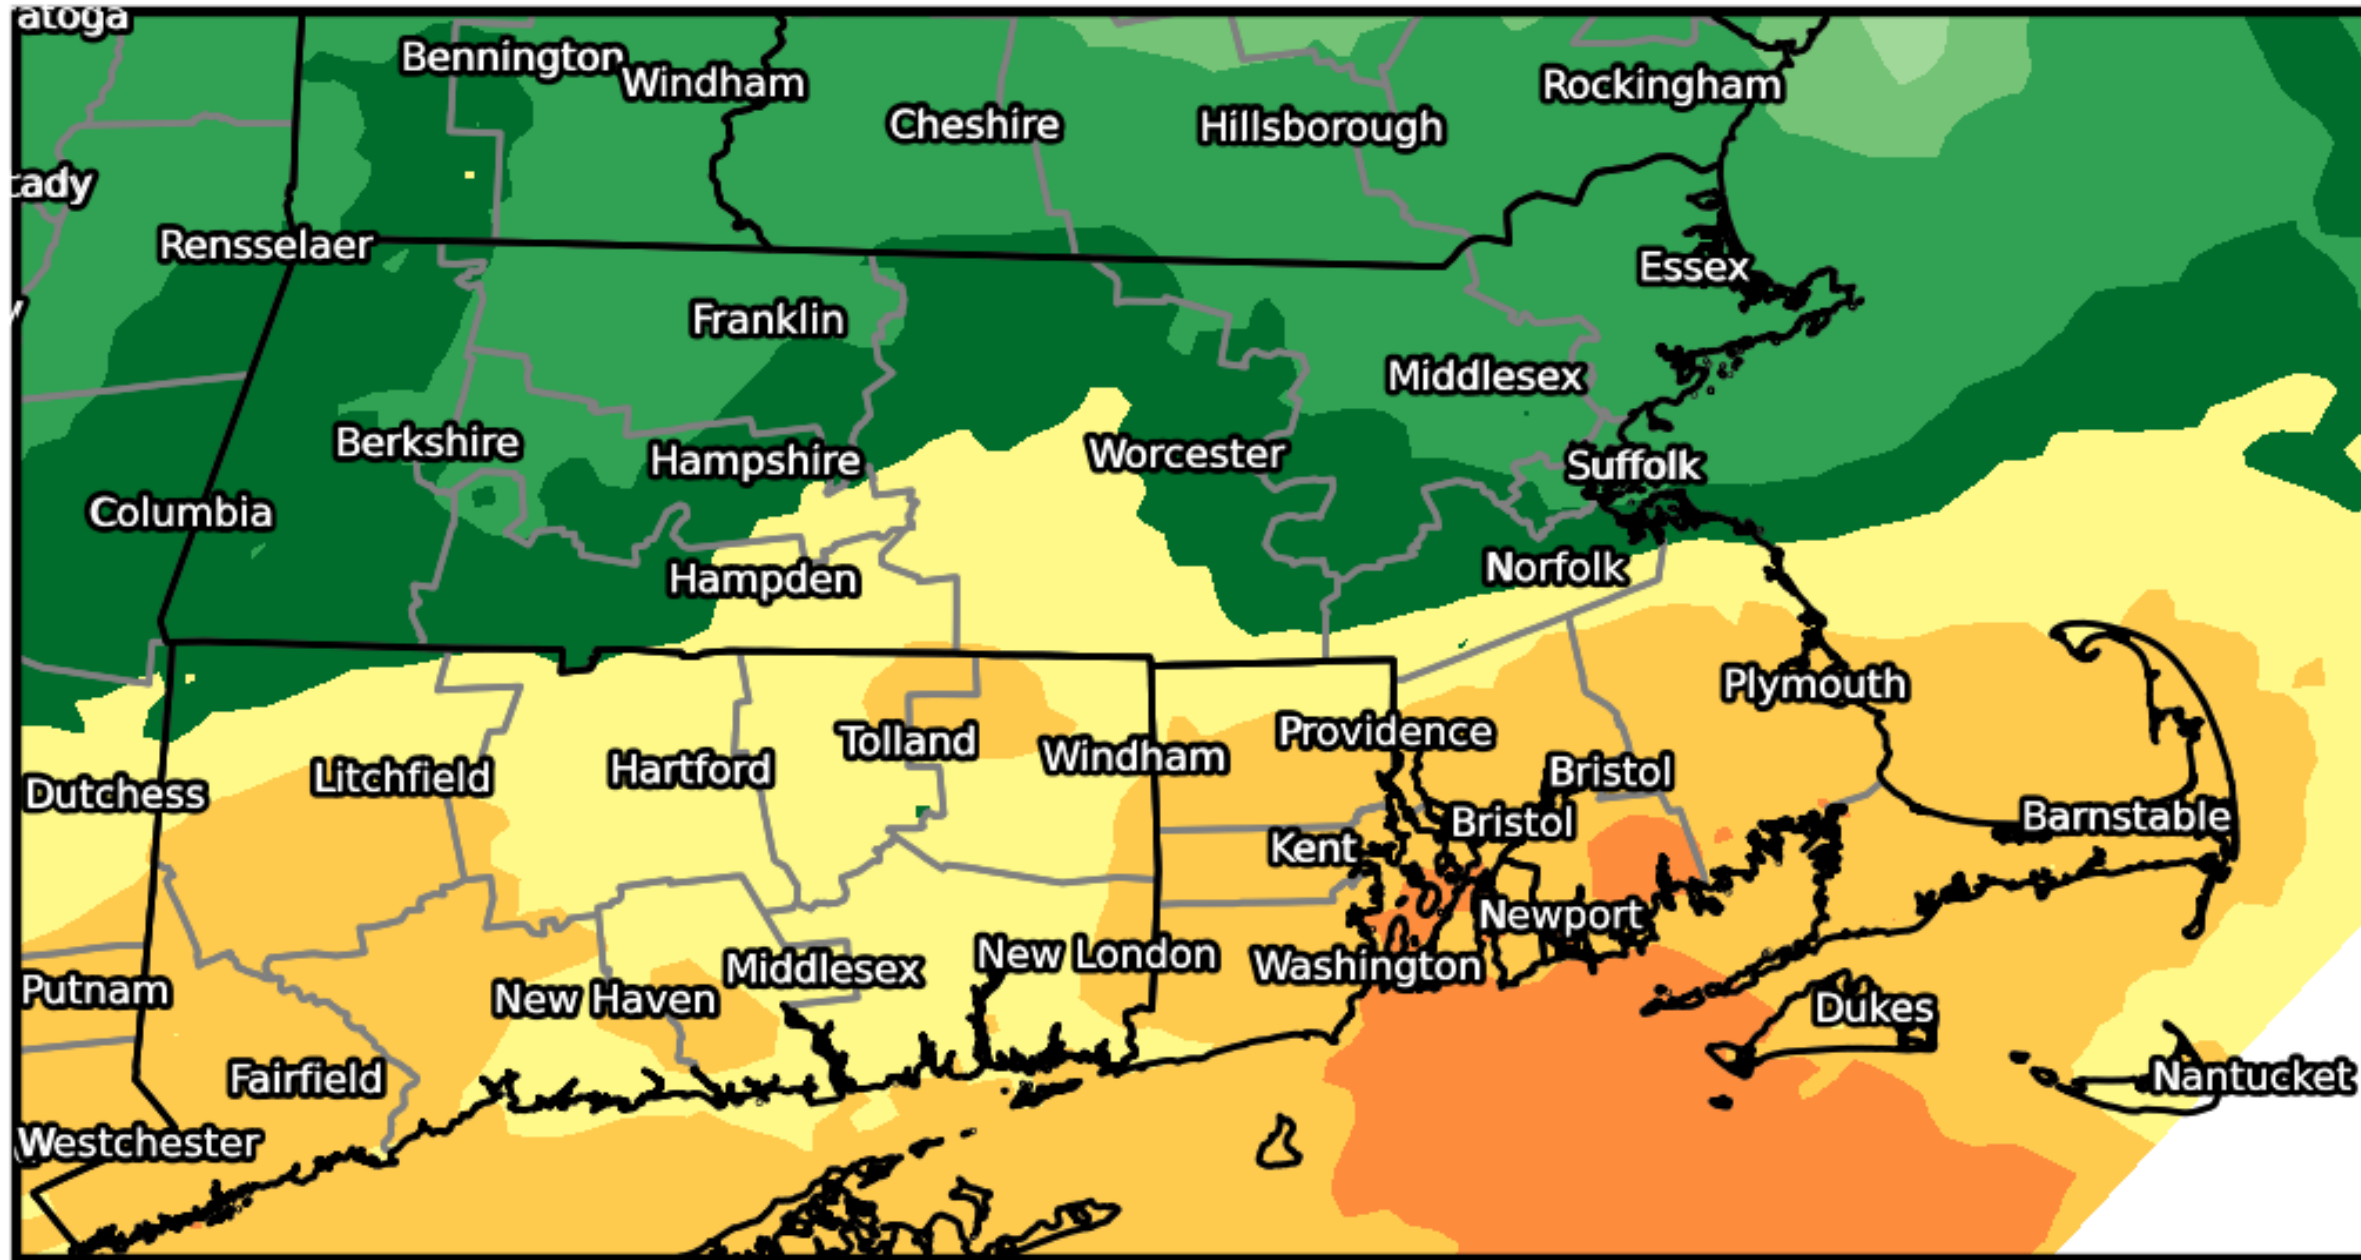 atoga
Bennington
Windham
Rockingham
Cheshire
Hillsborough
cady
Rensselaer
Essex
y
Franklin
Middlesex
Berkshire
Hampshire
Worcester
Suffolk
Columbia
Norfolk
Hampden
Plymouth
Providence
Tolland
Windham
Hartford
Litchfield
Bristol
Dutchess
Bristol
Barnstable
Kent
Newport
New London
Washington
Middlesex
Putnam
New Haven
Dukes
Fairfield
Nantucket
Westchester